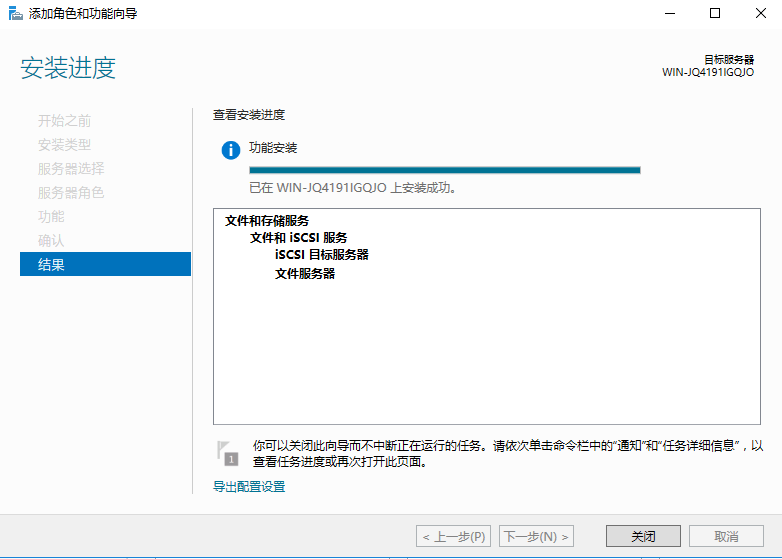 添加角色和功能向导
安装进度
目标服务器
WIN-JQ4191IGQJO
开始之前
安装类型
服务器选择
服务器角色
功能
确认
结果
查看安装进度
功能安装
已在 WIN-JQ4191IGQJO 上安装成功。
文件和存储服务
文件和 iSCSI 服务
iSCSI 目标服务器
文件服务器
1
你可以关闭此向导而不中断正在运行的任务。请依次单击命令栏中的“通知”和“任务详细信息”，以
查看任务进度或再次打开此页面。
导出配置设置
< 上一步(P)
下一步(N) >
关闭
取消